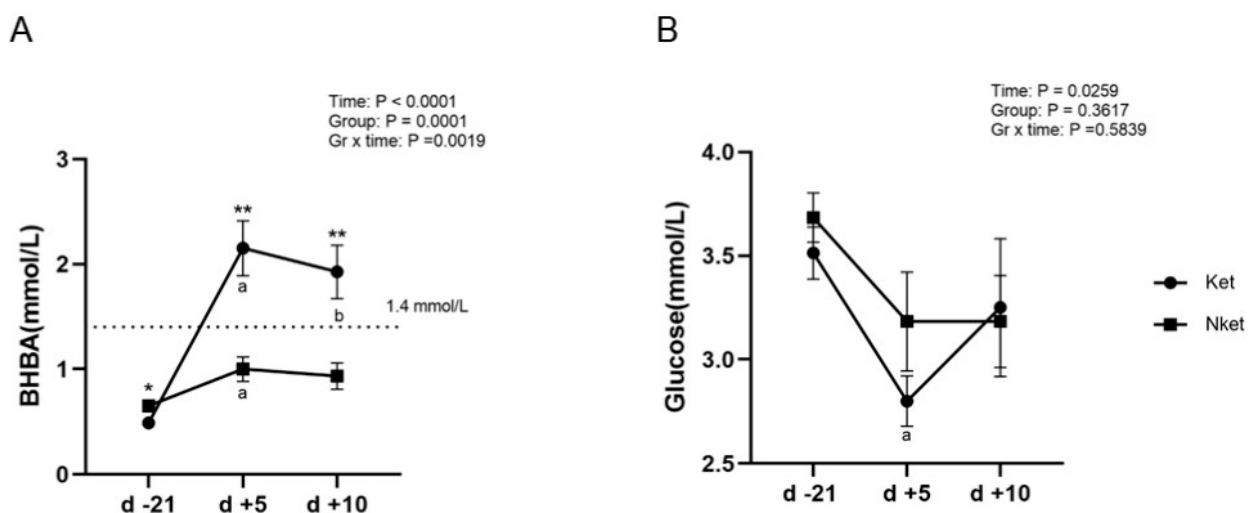 A
Time: P < 0.0001
Group: P = 0.0001
Gr x time: P =0.0019
BHBA(mmol/L)
3
2
1
0
**
**
a
b
1.4 mmol/L
*
a
d -21 d +5 d +10
B
Time: P = 0.0259
Group: P = 0.3617
Gr x time: P =0.5839
Glucose(mmol/L)
4.0
3.5
3.0
2.5
a
d -21 d +5 d +10
Ket
Nket